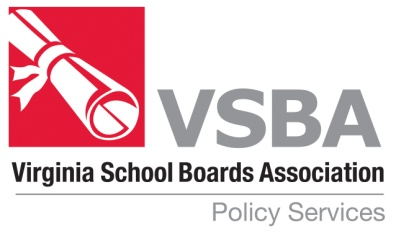 VSBA
Virginia School Boards Association
Policy Services